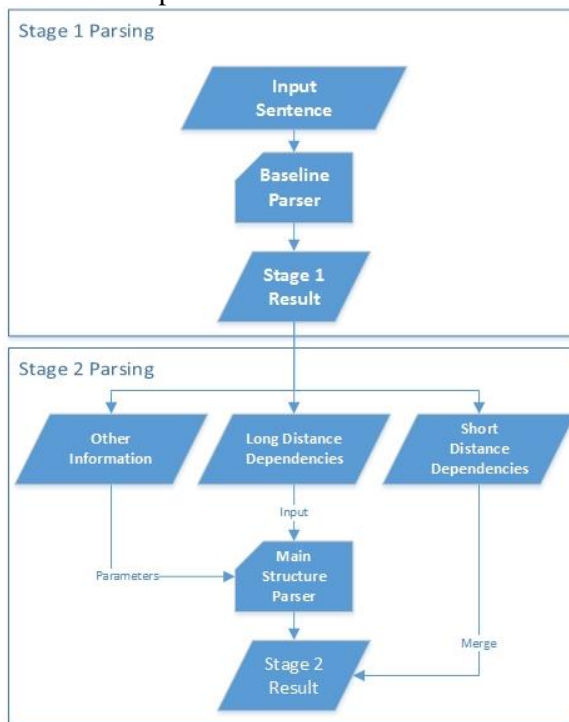 Stage 1 Parsing
Input
Sentence
Baseline
Parser
Stage 1
Result
Stage 2 Parsing
Other
Information
Long Distance
Dependencies
Short
Distance
Dependencies
Input
Parameters
Main
Structure
Parser
Merge
Stage 2
Result